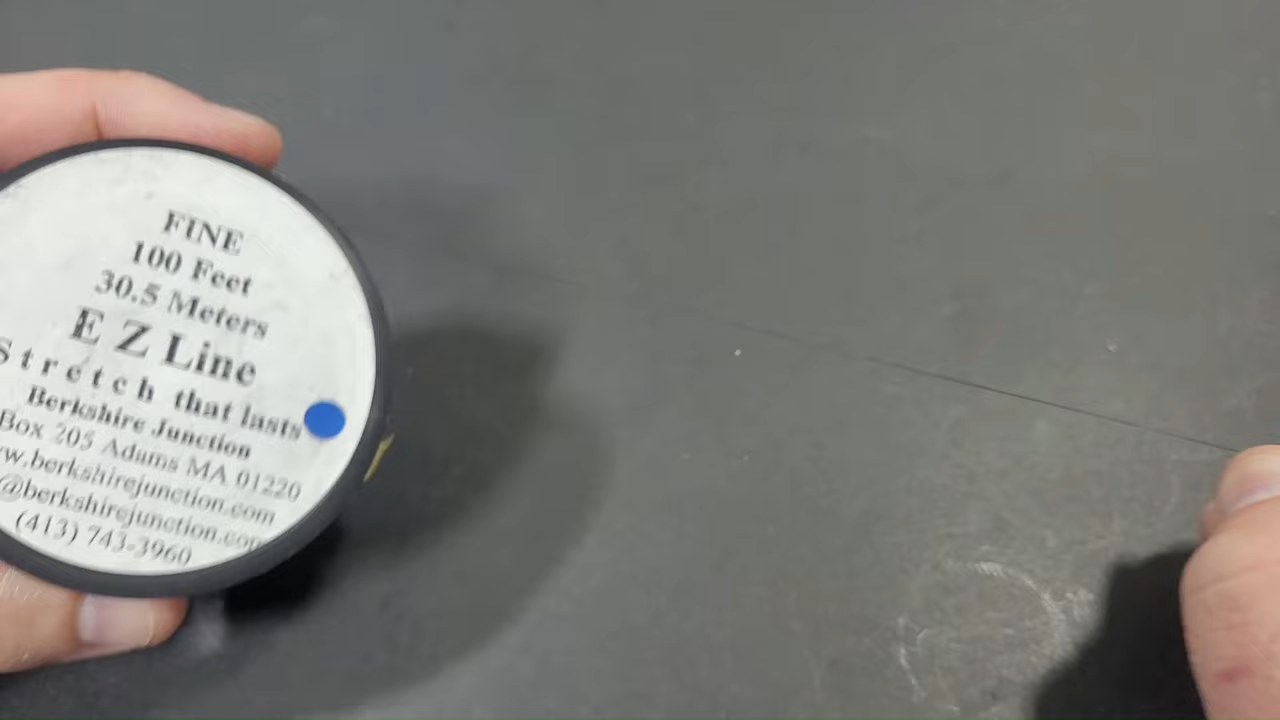 FINE
100 Feet
30.5 Meters
E Z Line
Stretch that lasts
Berkshire Junction
Box 205 Adams MA 01220
w.berkshirejunction.com
@berkshirejunction.com
(413) 743-3960